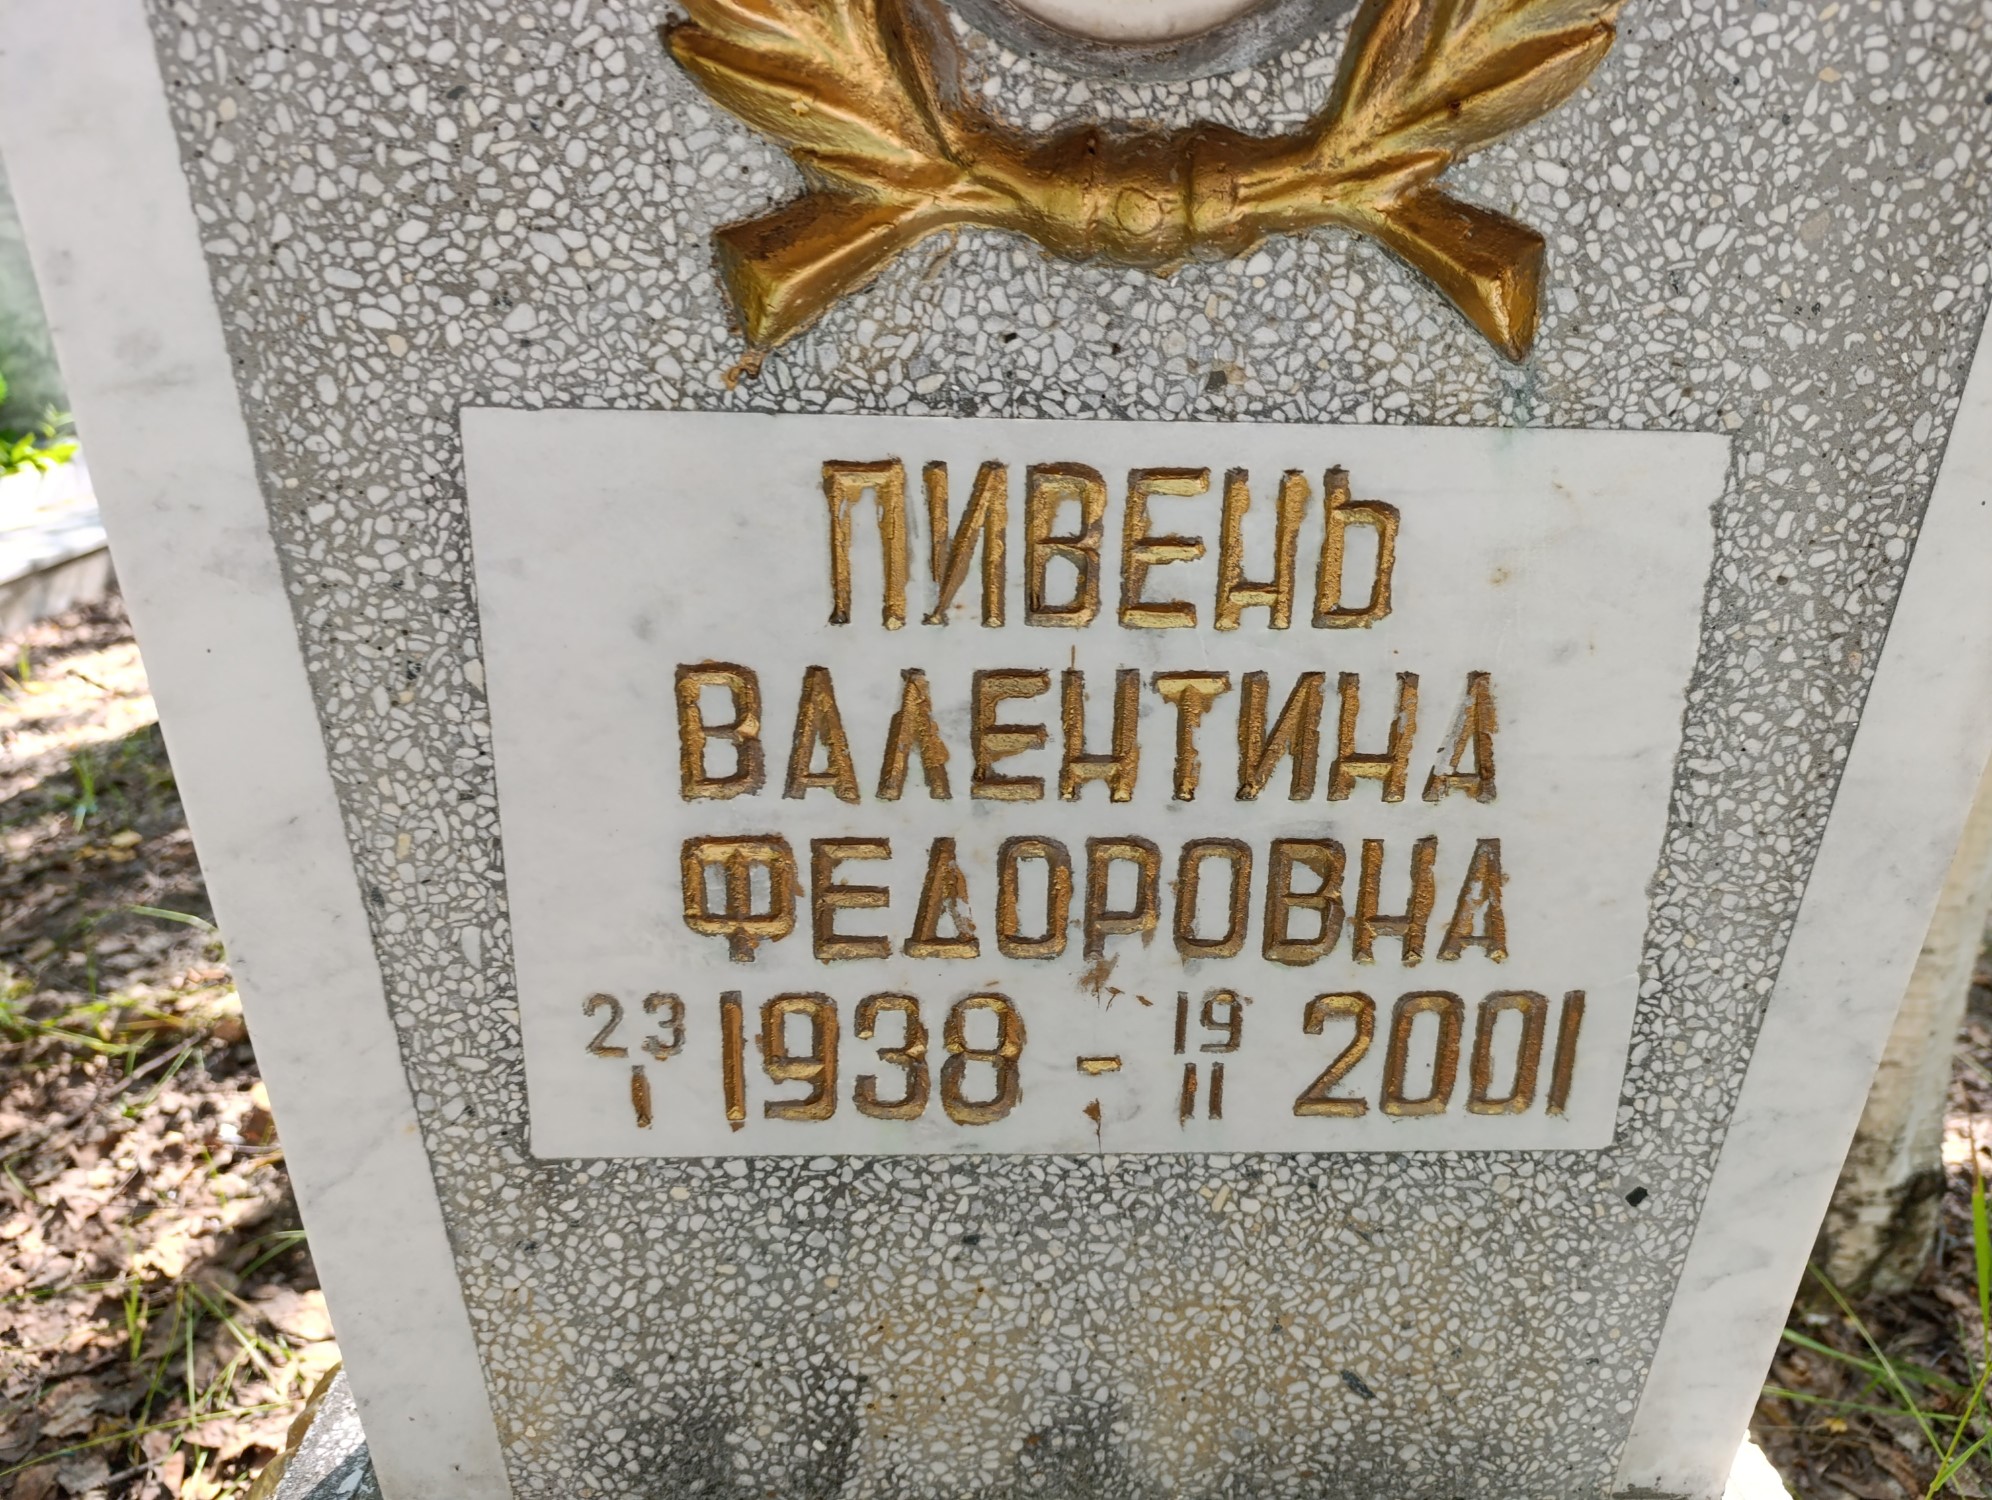 ПИВЕНЬ
ВАЛЕНТИНА
ФЕДОРОВНА
23/I 1938 - 19/II 2001